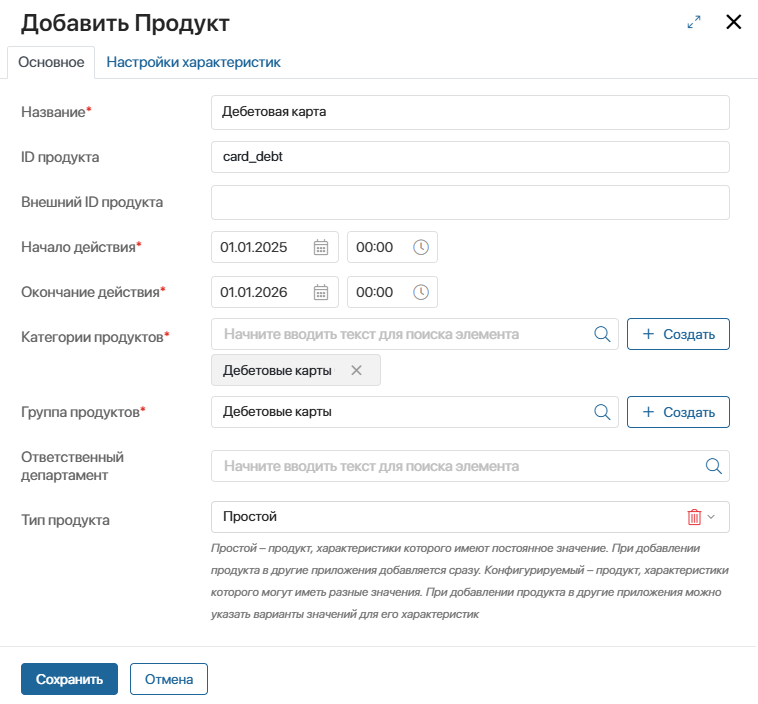 Добавить Продукт
Основное
Настройки характеристик
Название*
Дебетовая карта
ID продукта
card_debt
Внешний ID продукта
Начало действия*
01.01.2025
00:00
Окончание действия*
01.01.2026
00:00
Категории продуктов*
Начните вводить текст для поиска элемента
+ Создать
Дебетовые карты
Группа продуктов*
Дебетовые карты
+ Создать
Ответственный
департамент
Начните вводить текст для поиска элемента
Тип продукта
Простой
Простой – продукт, характеристики которого имеют постоянное значение. При добавлении
продукта в другие приложения добавляется сразу. Конфигурируемый – продукт, характеристики
которого могут иметь разные значения. При добавлении продукта в другие приложения можно
указать варианты значений для его характеристик
Сохранить
Отмена